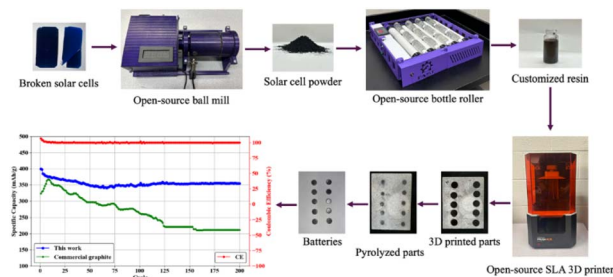 Broken solar cells
Open-source ball mill
Solar cell powder
Open-source bottle roller
Customized resin
Open-source SLA 3D printer
3D printed parts
Pyrolyzed parts
Batteries
Specific Capacity (mAh/g)
500
450
400
350
300
250
200
150
100
0
25
50
75
100
125
150
175
200
Cycle
100
75
50
25
0
−25
−50
−75
−100
Coulombic Efficiency (%)
This work
Commercial graphite
CE